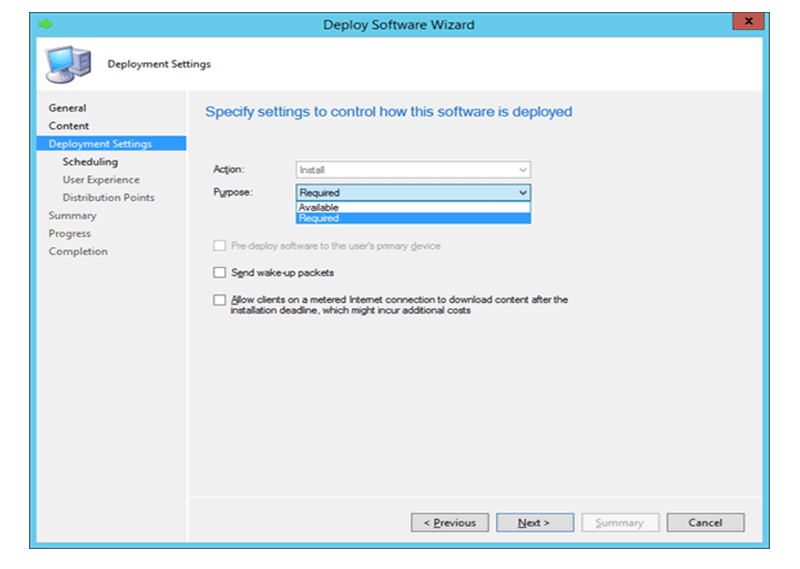 Deploy Software Wizard
x
Deployment Settings
General
Content
Deployment Settings
Scheduling
User Experience
Distribution Points
Summary
Progress
Completion
Specify settings to control how this software is deployed
Action:
Install
Purpose:
Required
Available
Required
Pre-deploy software to the user's primary device
Send wake-up packets
Allow clients on a metered Internet connection to download content after the
installation deadline, which might incur additional costs
< Previous
Next >
Summary
Cancel